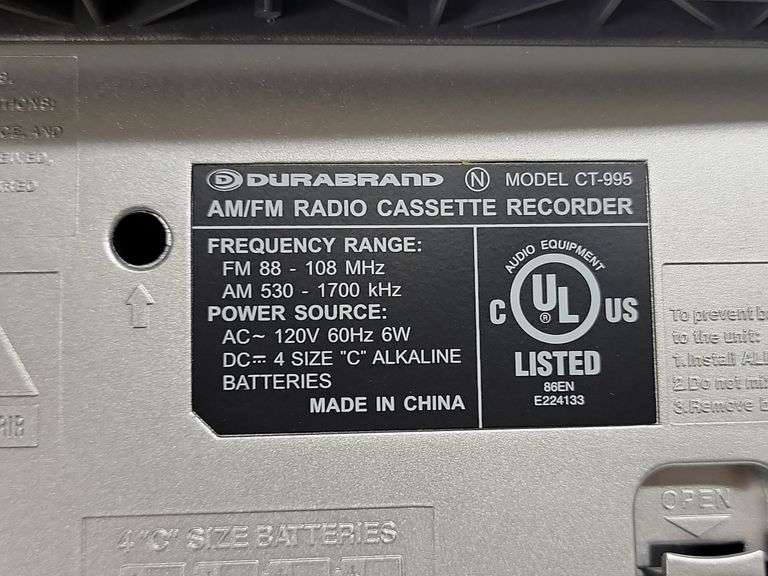 DURABRAND N MODEL CT-995
AM/FM RADIO CASSETTE RECORDER
FREQUENCY RANGE:
FM 88 - 108 MHz
AM 530 - 1700 kHz
POWER SOURCE:
AC~ 120V 60Hz 6W
DC⎓ 4 SIZE "C" ALKALINE
BATTERIES
MADE IN CHINA
AUDIO EQUIPMENT
C UL ® US
LISTED
86EN
E224133
To prevent
to the unit:
1.Install ALL
2 Do not
3.Remove
OPEN
4 "C" SIZE BATTERIES